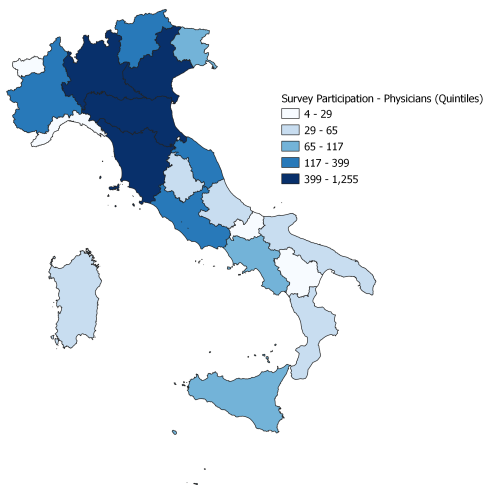 Survey Participation - Physicians (Quintiles)
4 - 29
29 - 65
65 - 117
117 - 399
399 - 1,255